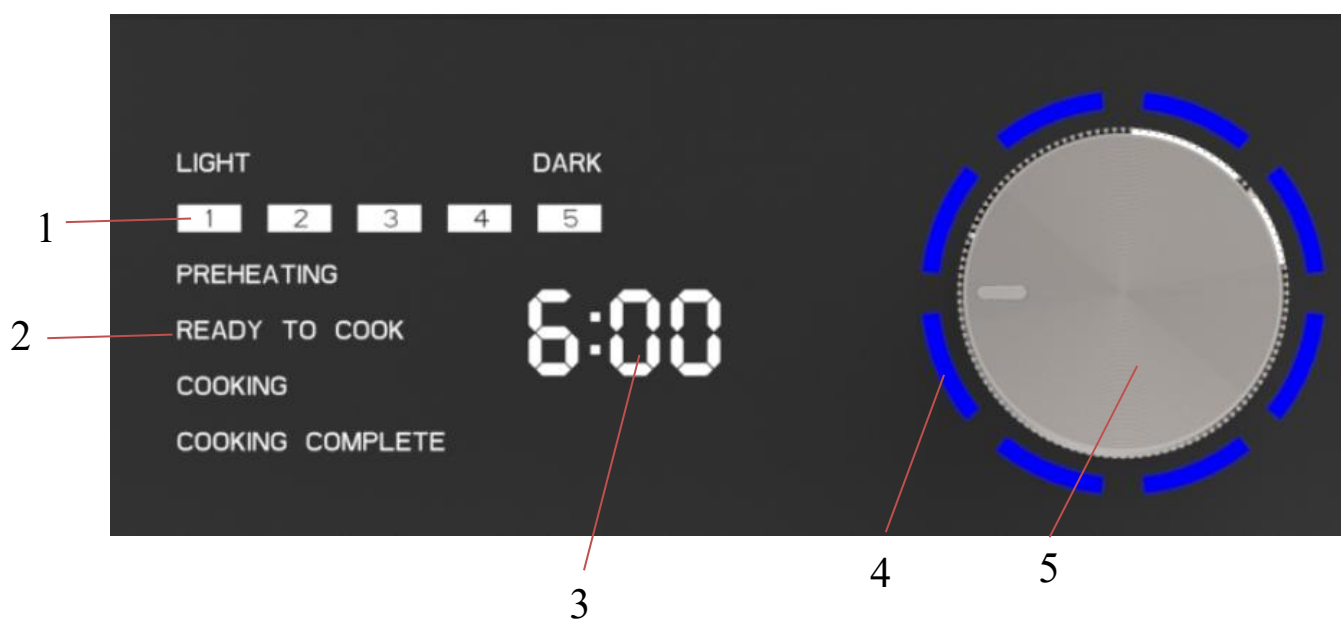 LIGHT DARK
1 1 2 3 4 5
PREHEATING
2 READY TO COOK 6:00
COOKING
COOKING COMPLETE
3 4 5